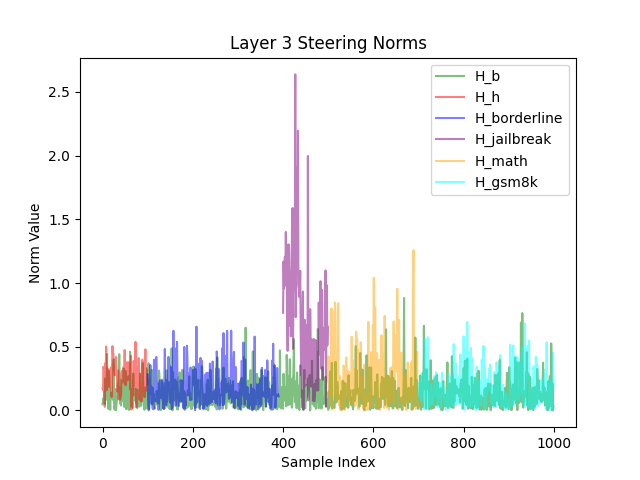 Layer 3 Steering Norms
H_b
H_h
H_borderline
H_jailbreak
H_math
H_gsm8k
Norm Value
2.5
2.0
1.5
1.0
0.5
0.0
0
200
400
600
800
1000
Sample Index